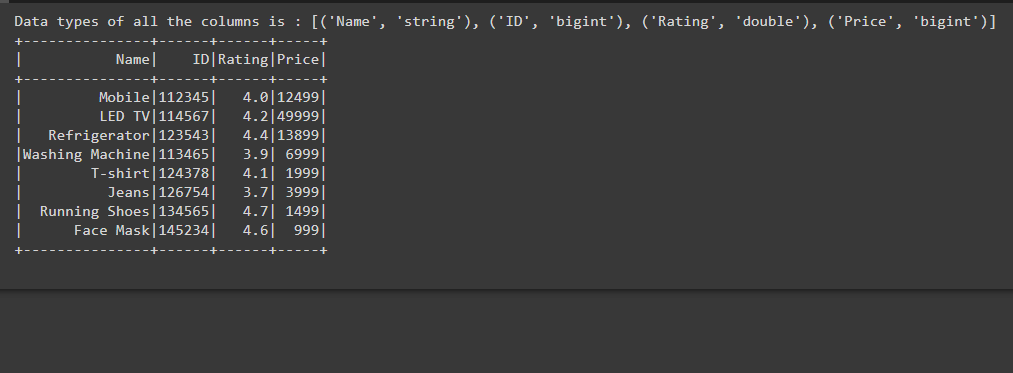 Data types of all the columns is : [('Name', 'string'), ('ID', 'bigint'), ('Rating', 'double'), ('Price', 'bigint')]
+---------------+------+------+-----+
|           Name|    ID|Rating|Price|
+---------------+------+------+-----+
|         Mobile|112345|   4.0|12499|
|         LED TV|114567|   4.2|49999|
|   Refrigerator|123543|   4.4|13899|
|Washing Machine|113465|   3.9| 6999|
|        T-shirt|124378|   4.1| 1999|
|          Jeans|126754|   3.7| 3999|
|  Running Shoes|134565|   4.7| 1499|
|      Face Mask|145234|   4.6|  999|
+---------------+------+------+-----+